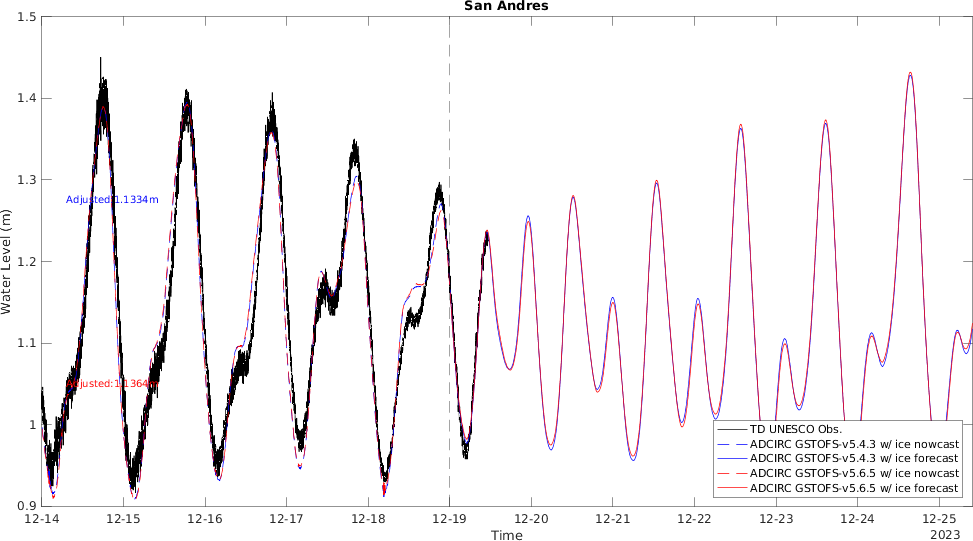 San Andres
1.5
1.4
1.3
1.2
1.1
1
0.9
Water Level (m)
Adjusted:1.1334m
Adjusted:1.1364m
TD UNESCO Obs.
ADCIRC GSTOFS-v5.4.3 w/ ice nowcast
ADCIRC GSTOFS-v5.4.3 w/ ice forecast
ADCIRC GSTOFS-v5.6.5 w/ ice nowcast
ADCIRC GSTOFS-v5.6.5 w/ ice forecast
12-14 12-15 12-16 12-17 12-18 12-19 12-20 12-21 12-22 12-23 12-24 12-25
Time
2023